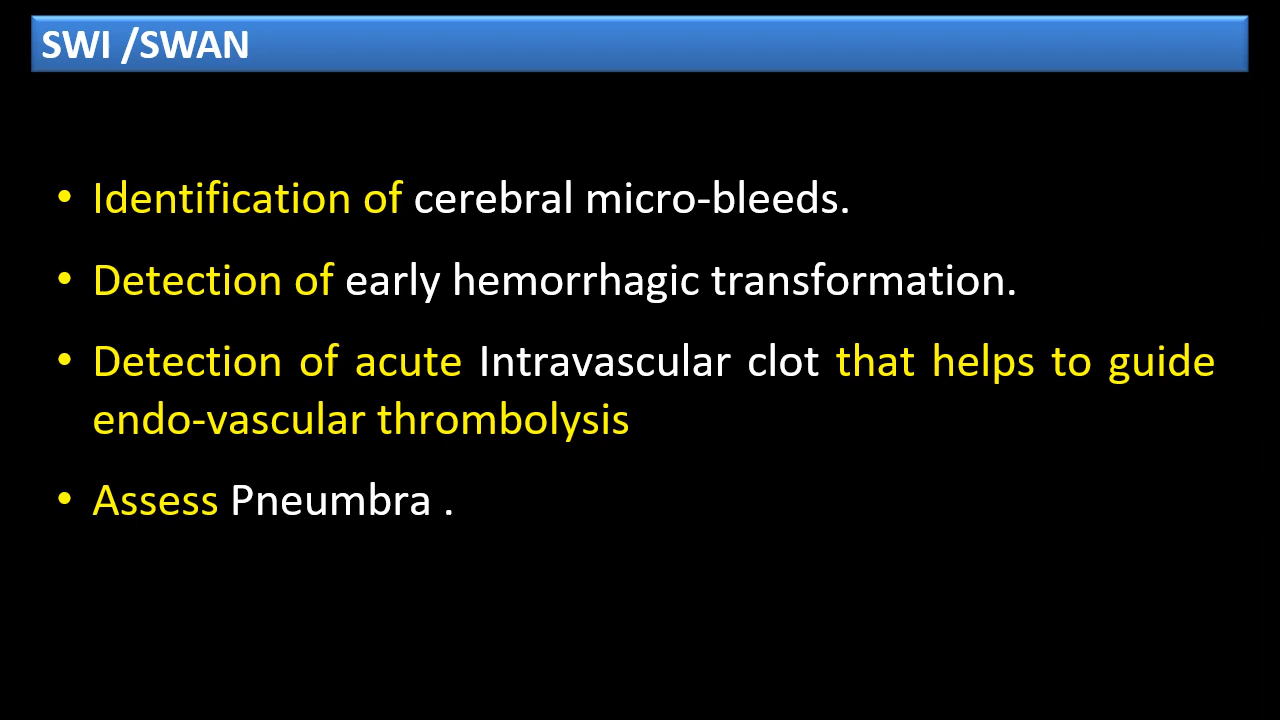 SWI /SWAN
• Identification of cerebral micro-bleeds.
• Detection of early hemorrhagic transformation.
• Detection of acute Intravascular clot that helps to guide
endo-vascular thrombolysis
• Assess Pneumbra .